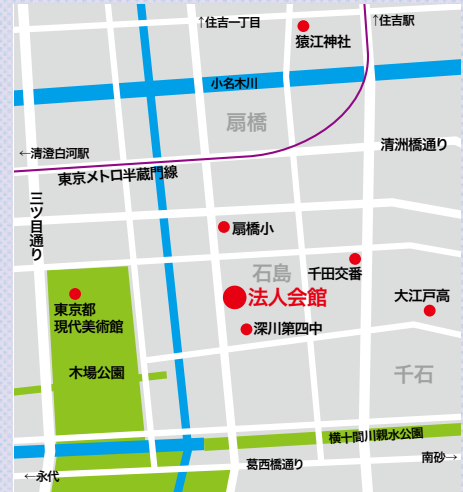 ↑住吉一丁目
↑住吉駅
猿江神社
小名木川
扇橋
清洲橋通り
←清澄白河駅
東京メトロ半蔵門線
三ツ目通り
扇橋小
石島
千田交番
法人会館
大江戸高
東京都
現代美術館
深川第四中
木場公園
千石
横十間川親水公園
葛西橋通り
南砂→
←永代